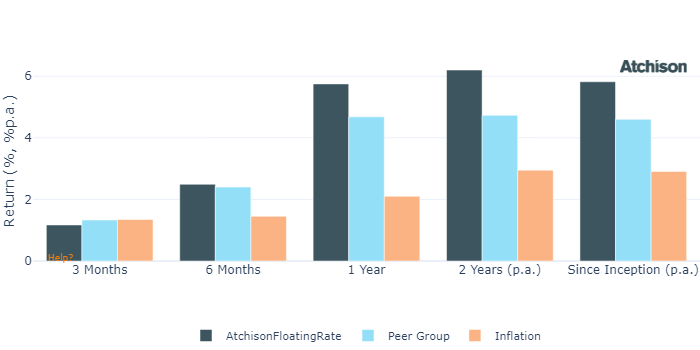 Atchison
Return (%, %p.a.)
6
4
2
0
Help?
3 Months
6 Months
1 Year
2 Years (p.a.)
Since Inception (p.a.)
AtchisonFloatingRate
Peer Group
Inflation